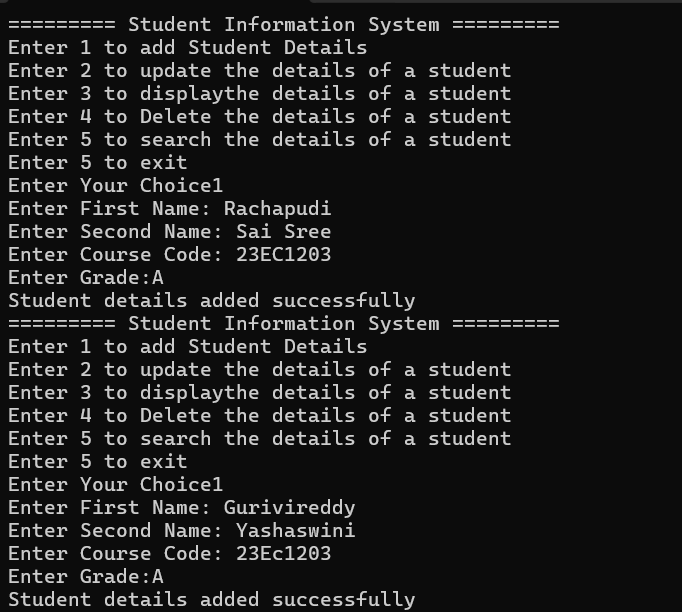 ========= Student Information System =========
Enter 1 to add Student Details
Enter 2 to update the details of a student
Enter 3 to displaythe details of a student
Enter 4 to Delete the details of a student
Enter 5 to search the details of a student
Enter 5 to exit
Enter Your Choice1
Enter First Name: Rachapudi
Enter Second Name: Sai Sree
Enter Course Code: 23EC1203
Enter Grade:A
Student details added successfully
========= Student Information System =========
Enter 1 to add Student Details
Enter 2 to update the details of a student
Enter 3 to displaythe details of a student
Enter 4 to Delete the details of a student
Enter 5 to search the details of a student
Enter 5 to exit
Enter Your Choice1
Enter First Name: Gurivireddy
Enter Second Name: Yashaswini
Enter Course Code: 23Ec1203
Enter Grade:A
Student details added successfully